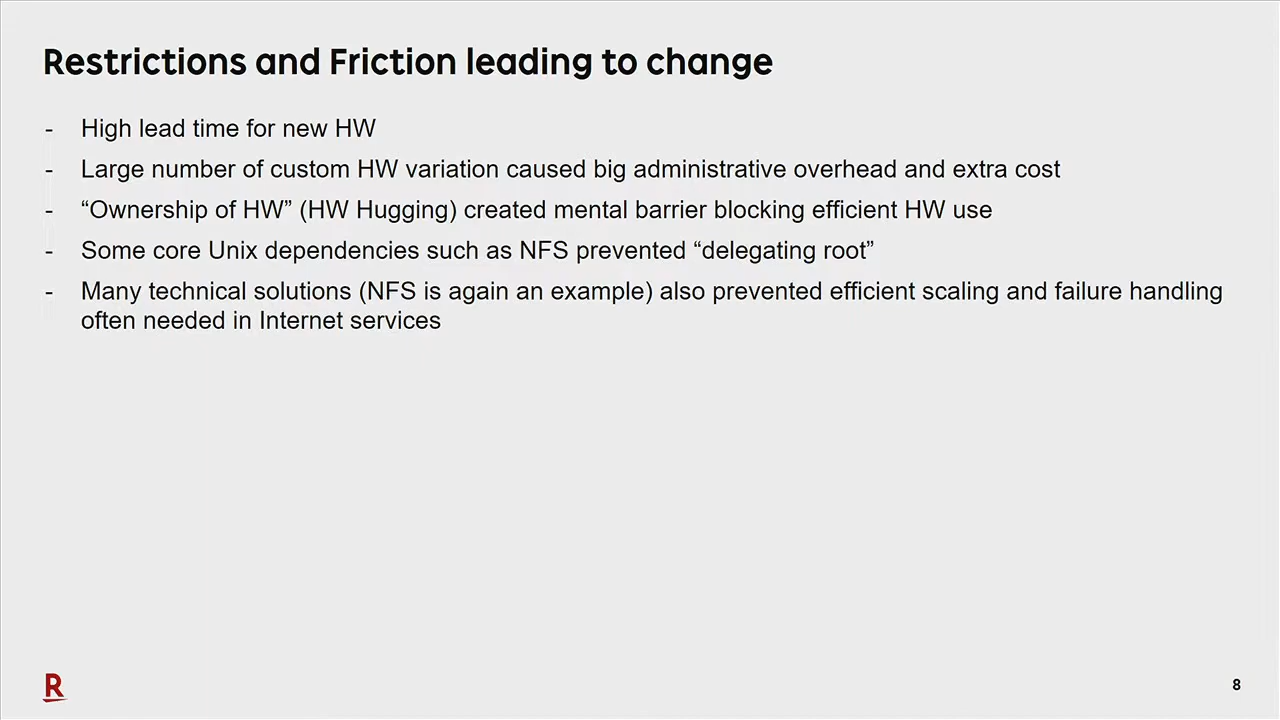 Restrictions and Friction leading to change
- High lead time for new HW
- Large number of custom HW variation caused big administrative overhead and extra cost
- “Ownership of HW” (HW Hugging) created mental barrier blocking efficient HW use
- Some core Unix dependencies such as NFS prevented “delegating root”
- Many technical solutions (NFS is again an example) also prevented efficient scaling and failure handling
often needed in Internet services
R
8